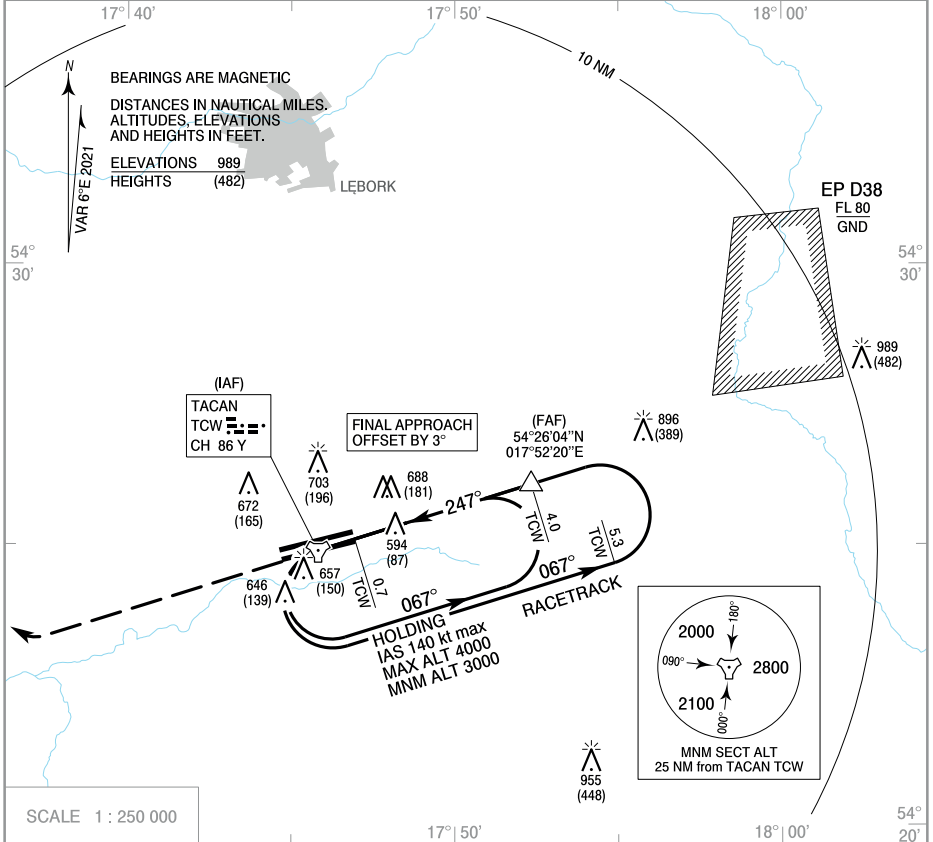 17° 40'
17° 50'
18° 00'
N
VAR 6°E 2021
BEARINGS ARE MAGNETIC
DISTANCES IN NAUTICAL MILES.
ALTITUDES, ELEVATIONS
AND HEIGHTS IN FEET.
ELEVATIONS 989
HEIGHTS (482)
LĘBORK
10 NM
EP D38
FL 80
GND
54°
30'
54°
30'
989
(482)
(IAF)
TACAN
TCW
CH 86 Y
FINAL APPROACH
OFFSET BY 3°
(FAF)
54°26'04"N
017°52'20"E
896
(389)
703
(196)
688
(181)
672
(165)
594
(87)
247°
4.0
TCW
5.3
TCW
657
(150)
646
(139)
0.7
TCW
067°
067°
RACETRACK
HOLDING
IAS 140 kt max
MAX ALT 4000
MNM ALT 3000
180°
2000
090°
2800
2100
000°
MNM SECT ALT
25 NM from TACAN TCW
955
(448)
SCALE 1 : 250 000
17° 50'
18° 00'
54°
20'